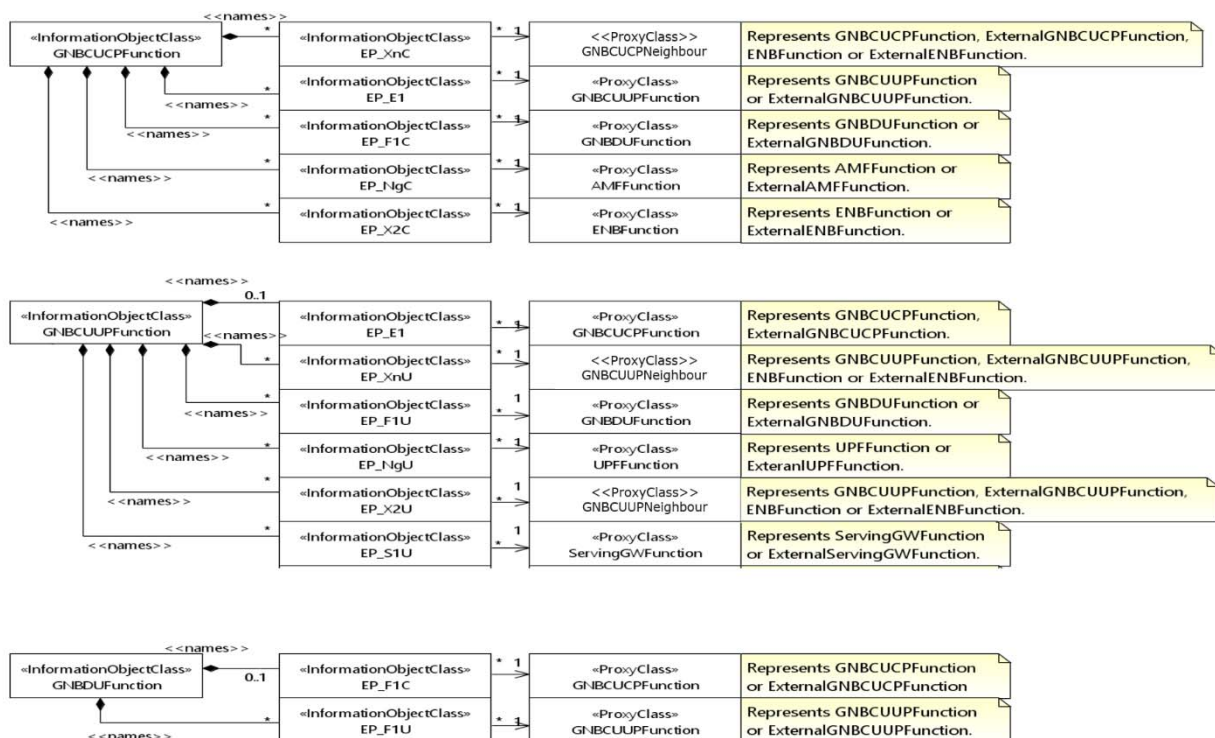 <<names>>
«InformationObjectClass»
GNBCUCPFunction
*
«InformationObjectClass»
EP_XnC
* 1
<<ProxyClass>>
GNBCUCPNeighbour
Represents GNBCUCPFunction, ExternalGNBCUCPFunction,
ENBFunction or ExternalENBFunction.
<<names>>
*
«InformationObjectClass»
EP_E1
* 1
«ProxyClass»
GNBCUUPFunction
Represents GNBCUUPFunction
or ExternalGNBCUUPFunction.
<<names>>
*
«InformationObjectClass»
EP_F1C
* 1
«ProxyClass»
GNBDUFunction
Represents GNBDUFunction or
ExternalGNBDUFunction.
<<names>>
*
«InformationObjectClass»
EP_NgC
* 1
«ProxyClass»
AMFFunction
Represents AMFFunction or
ExternalAMFFunction.
<<names>>
*
«InformationObjectClass»
EP_X2C
* 1
«ProxyClass»
ENBFunction
Represents ENBFunction or
ExternalENBFunction.
<<names>>
0..1
«InformationObjectClass»
GNBCUUPFunction
«InformationObjectClass»
EP_E1
* 1
«ProxyClass»
GNBCUCPFunction
Represents GNBCUCPFunction,
ExternalGNBCUCPFunction.
<<names>>
*
«InformationObjectClass»
EP_XnU
* 1
<<ProxyClass>>
GNBCUUPNeighbour
Represents GNBCUUPFunction, ExternalGNBCUUPFunction,
ENBFunction or ExternalENBFunction.
<<names>>
*
«InformationObjectClass»
EP_F1U
* 1
«ProxyClass»
GNBDUFunction
Represents GNBDUFunction or
ExternalGNBDUFunction.
<<names>>
*
«InformationObjectClass»
EP_NgU
* 1
«ProxyClass»
UPFFunction
Represents UPFFunction or
ExteranlUPFFunction.
<<names>>
*
«InformationObjectClass»
EP_X2U
* 1
<<ProxyClass>>
GNBCUUPNeighbour
Represents GNBCUUPFunction, ExternalGNBCUUPFunction,
ENBFunction or ExternalENBFunction.
<<names>>
*
«InformationObjectClass»
EP_S1U
* 1
«ProxyClass»
ServingGWFunction
Represents ServingGWFunction
or ExternalServingGWFunction.
<<names>>
0..1
«InformationObjectClass»
GNBDUFunction
«InformationObjectClass»
EP_F1C
* 1
«ProxyClass»
GNBCUCPFunction
Represents GNBCUCPFunction
or ExternalGNBCUCPFunction
<<names>>
*
«InformationObjectClass»
EP_F1U
* 1
«ProxyClass»
GNBCUUPFunction
Represents GNBCUUPFunction
or ExternalGNBCUUPFunction.